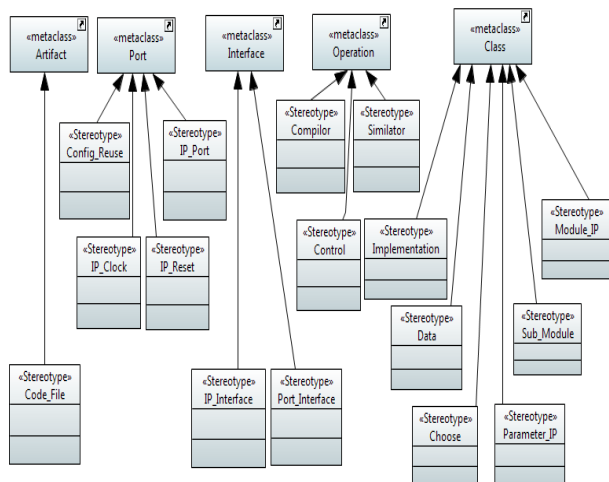 «metaclass»
Artifact
«metaclass»
Port
«metaclass»
Interface
«metaclass»
Operation
«metaclass»
Class
«Stereotype»
Config_Reuse
«Stereotype»
IP_Port
«Stereotype»
Compilor
«Stereotype»
Similator
«Stereotype»
IP_Clock
«Stereotype»
IP_Reset
«Stereotype»
Control
«Stereotype»
Implementation
«Stereotype»
Module_IP
«Stereotype»
Data
«Stereotype»
Sub_Module
«Stereotype»
Code_File
«Stereotype»
IP_Interface
«Stereotype»
Port_Interface
«Stereotype»
Choose
«Stereotype»
Parameter_IP